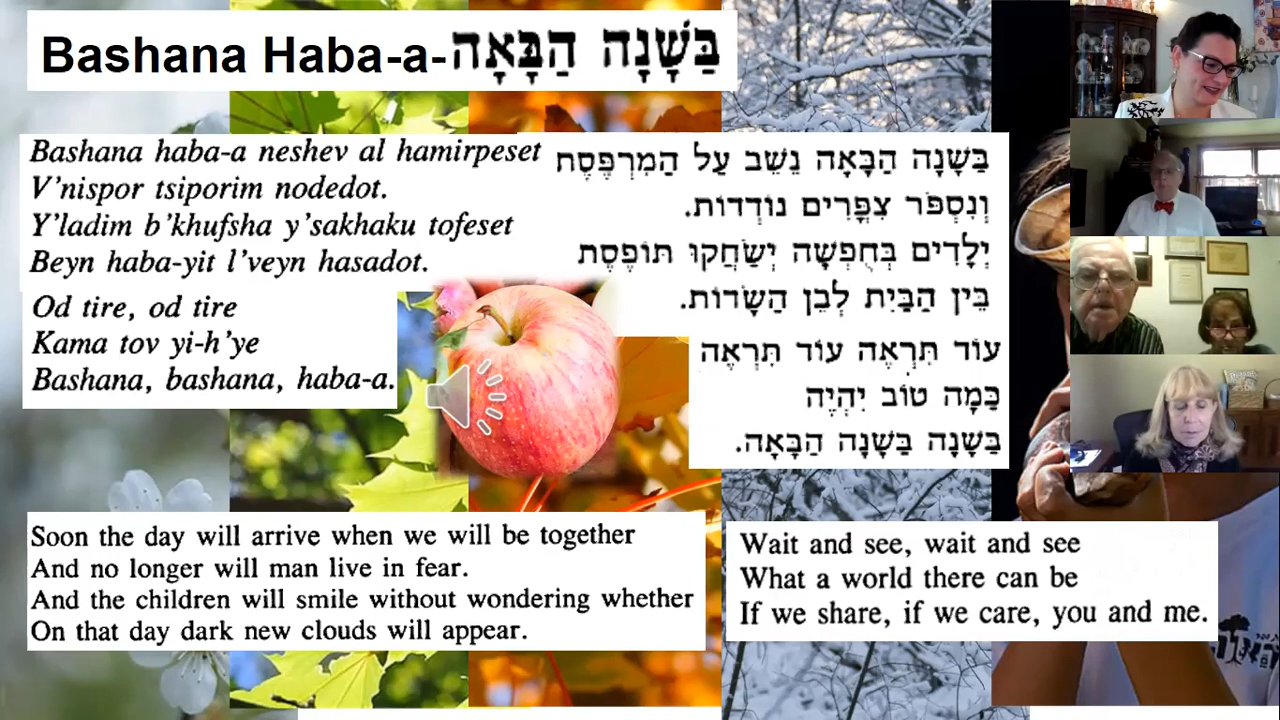 Bashana Haba-a-בַּשָּׁנָה הַבָּאָה
Bashana haba-a neshev al hamirpeset
V'nispor tsiporim nodedot.
Y'ladim b'khufsha y'sakhaku tofeset
Beyn haba-yit l'veyn hasadot.
Od tire, od tire
Kama tov yi-h'ye
Bashana, bashana, haba-a.
בַּשָּׁנָה הַבָּאָה נֵשֵׁב עַל הַמִּרְפֶּסֶת
וְנִסְפֹּר צִפֳּרִים נוֹדְדוֹת.
יְלָדִים בְּחֻפְשָׁה יְשַׂחֲקוּ תּוֹפֶסֶת
בֵּין הַבַּיִת לְבֵן הַשָּׂדוֹת.
עוֹד תִּרְאֶה עוֹד תִּרְאֶה
כַּמָּה טוֹב יִהְיֶה
בַּשָּׁנָה בַּשָּׁנָה הַבָּאָה.
Soon the day will arrive when we will be together
And no longer will man live in fear.
And the children will smile without wondering whether
On that day dark new clouds will appear.
Wait and see, wait and see
What a world there can be
If we share, if we care, you and me.